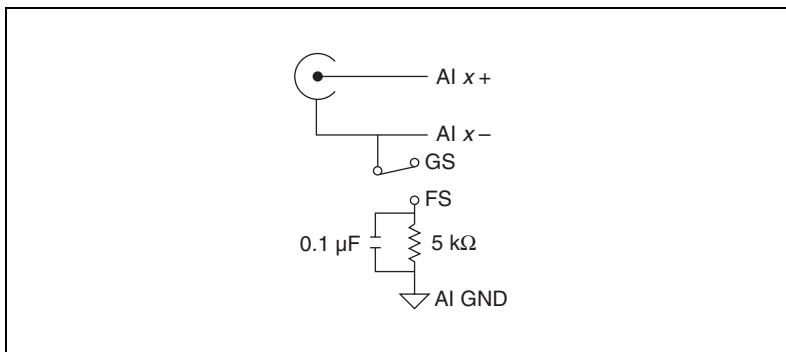 AI x+
AI x–
GS
FS
0.1 µF
5 kΩ
AI GND